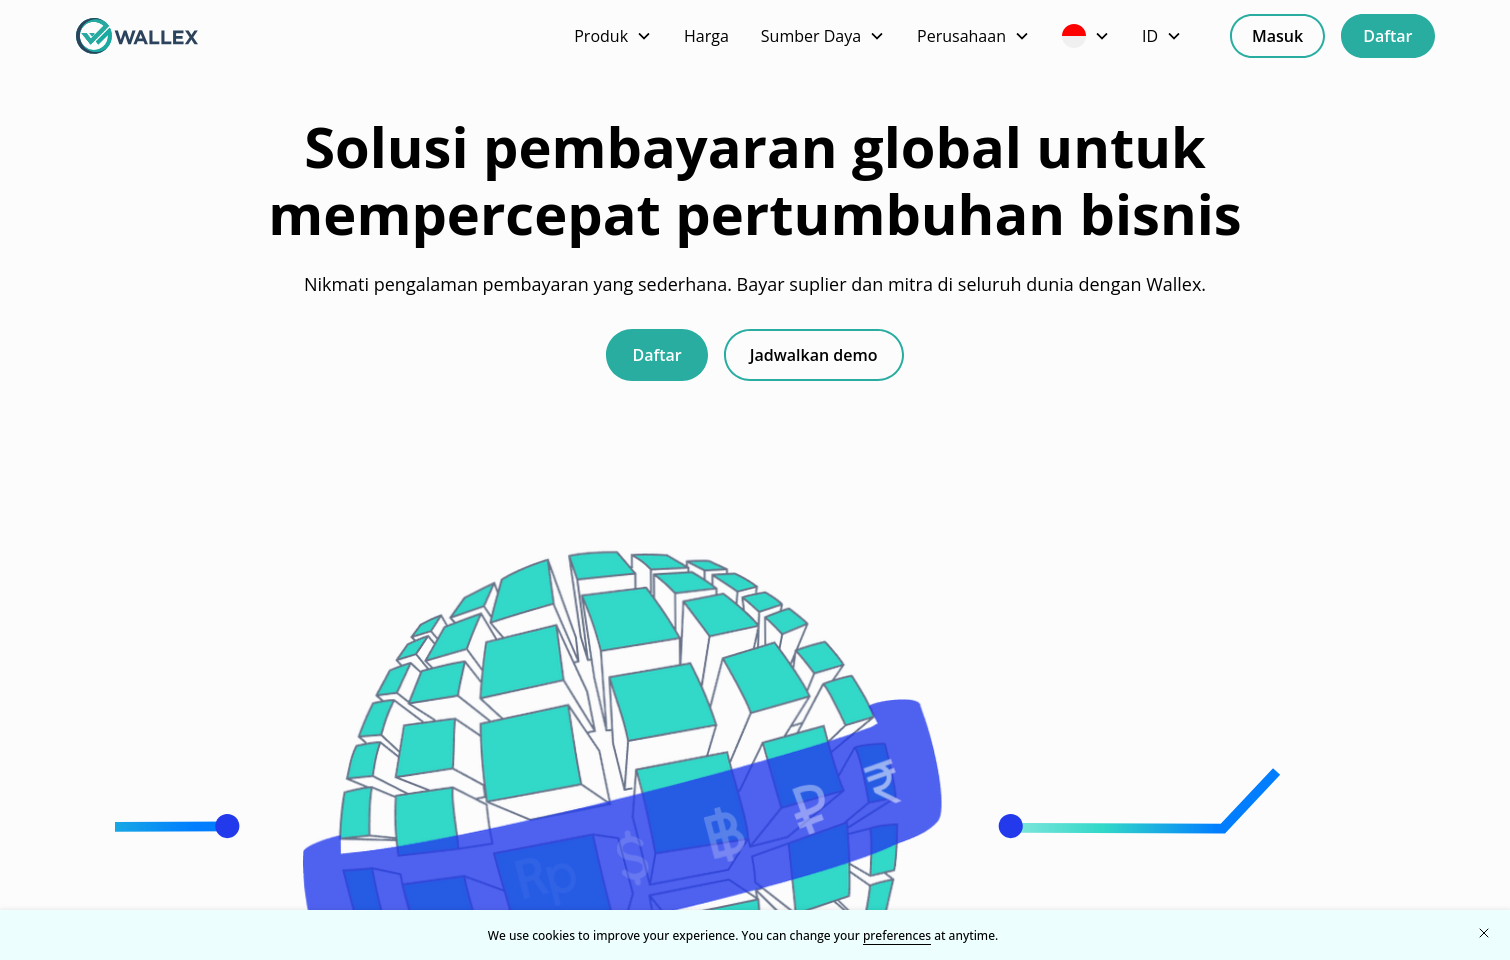 WALLEX
Produk
Harga
Sumber Daya
Perusahaan
ID
Masuk
Daftar
Solusi pembayaran global untuk
mempercepat pertumbuhan bisnis
Nikmati pengalaman pembayaran yang sederhana. Bayar suplier dan mitra di seluruh dunia dengan Wallex.
Daftar
Jadwalkan demo
Rp $ ฿ ₽ ₹
We use cookies to improve your experience. You can change your preferences at anytime.